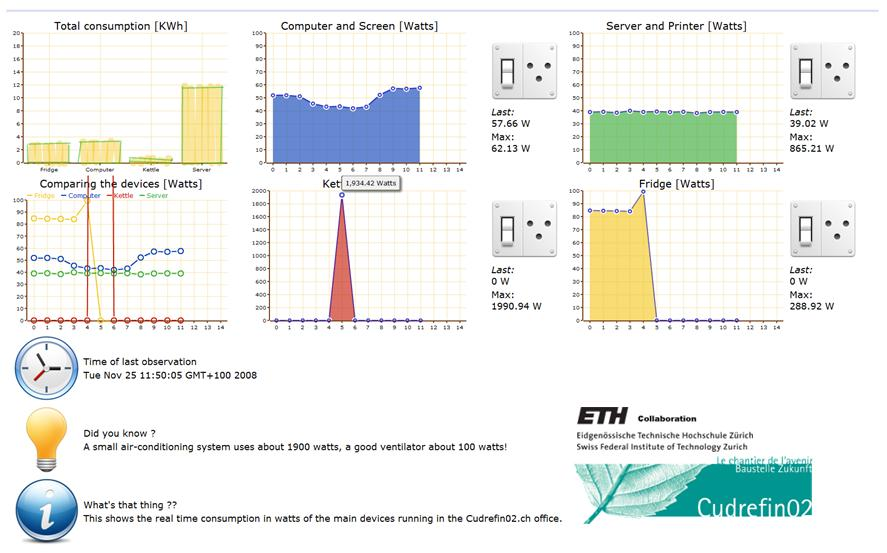 Total consumption [KWh]
20
18
16
14
12
10
8
6
4
2
0
Fridge Computer Kettle Server
Computer and Screen [Watts]
100
90
80
70
60
50
40
30
20
10
0
0 1 2 3 4 5 6 7 8 9 10 11 12 13 14
Last:
57.66 W
Max:
62.13 W
Server and Printer [Watts]
100
90
80
70
60
50
40
30
20
10
0
0 1 2 3 4 5 6 7 8 9 10 11 12 13 14
Last:
39.02 W
Max:
865.21 W
Comparing the devices [Watts]
Fridge Computer Kettle Server
100
90
80
70
60
50
40
30
20
10
0
0 1 2 3 4 5 6 7 8 9 10 11 12 13 14
1,934.42 Watts
2000
1800
1600
1400
1200
1000
800
600
400
200
0
0 1 2 3 4 5 6 7 8 9 10 11 12 13 14
Last:
0 W
Max:
1990.94 W
Fridge [Watts]
100
90
80
70
60
50
40
30
20
10
0
0 1 2 3 4 5 6 7 8 9 10 11 12 13 14
Last:
0 W
Max:
288.92 W
Time of last observation
Tue Nov 25 11:50:05 GMT+100 2008
Did you know ?
A small air-conditioning system uses about 1900 watts, a good ventilator about 100 watts!
What's that thing ??
This shows the real time consumption in watts of the main devices running in the Cudrefin02.ch office.
ETH Collaboration
Eidgenössische Technische Hochschule Zürich
Swiss Federal Institute of Technology Zurich
Le chantier de l'avenir
Baustelle Zukunft
Cudrefin02